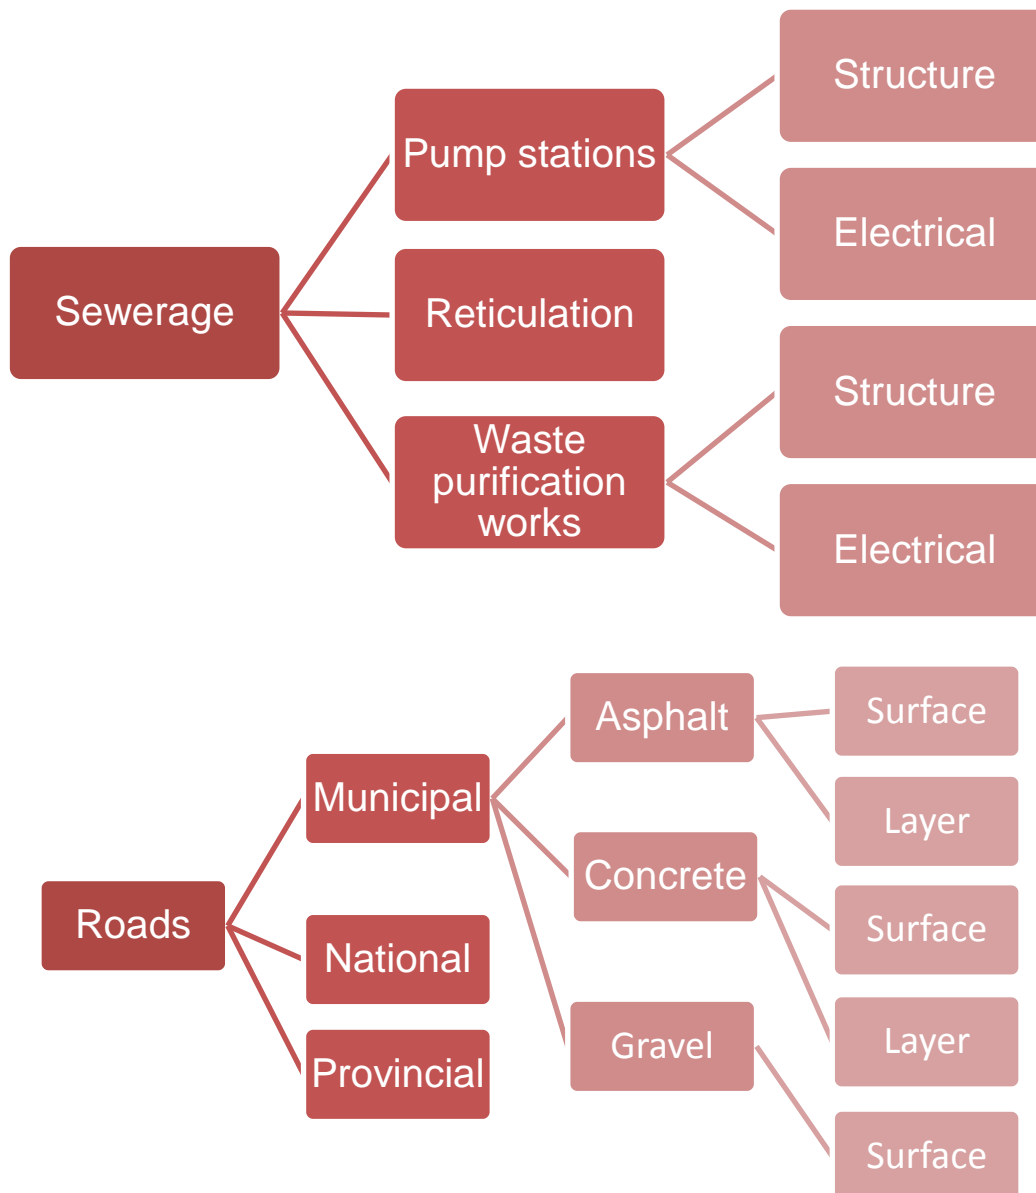 Structure
Pump stations
Electrical
Sewerage
Reticulation
Structure
Waste
purification
works
Electrical
Surface
Asphalt
Municipal
Layer
Concrete
Roads
Surface
National
Layer
Gravel
Provincial
Surface